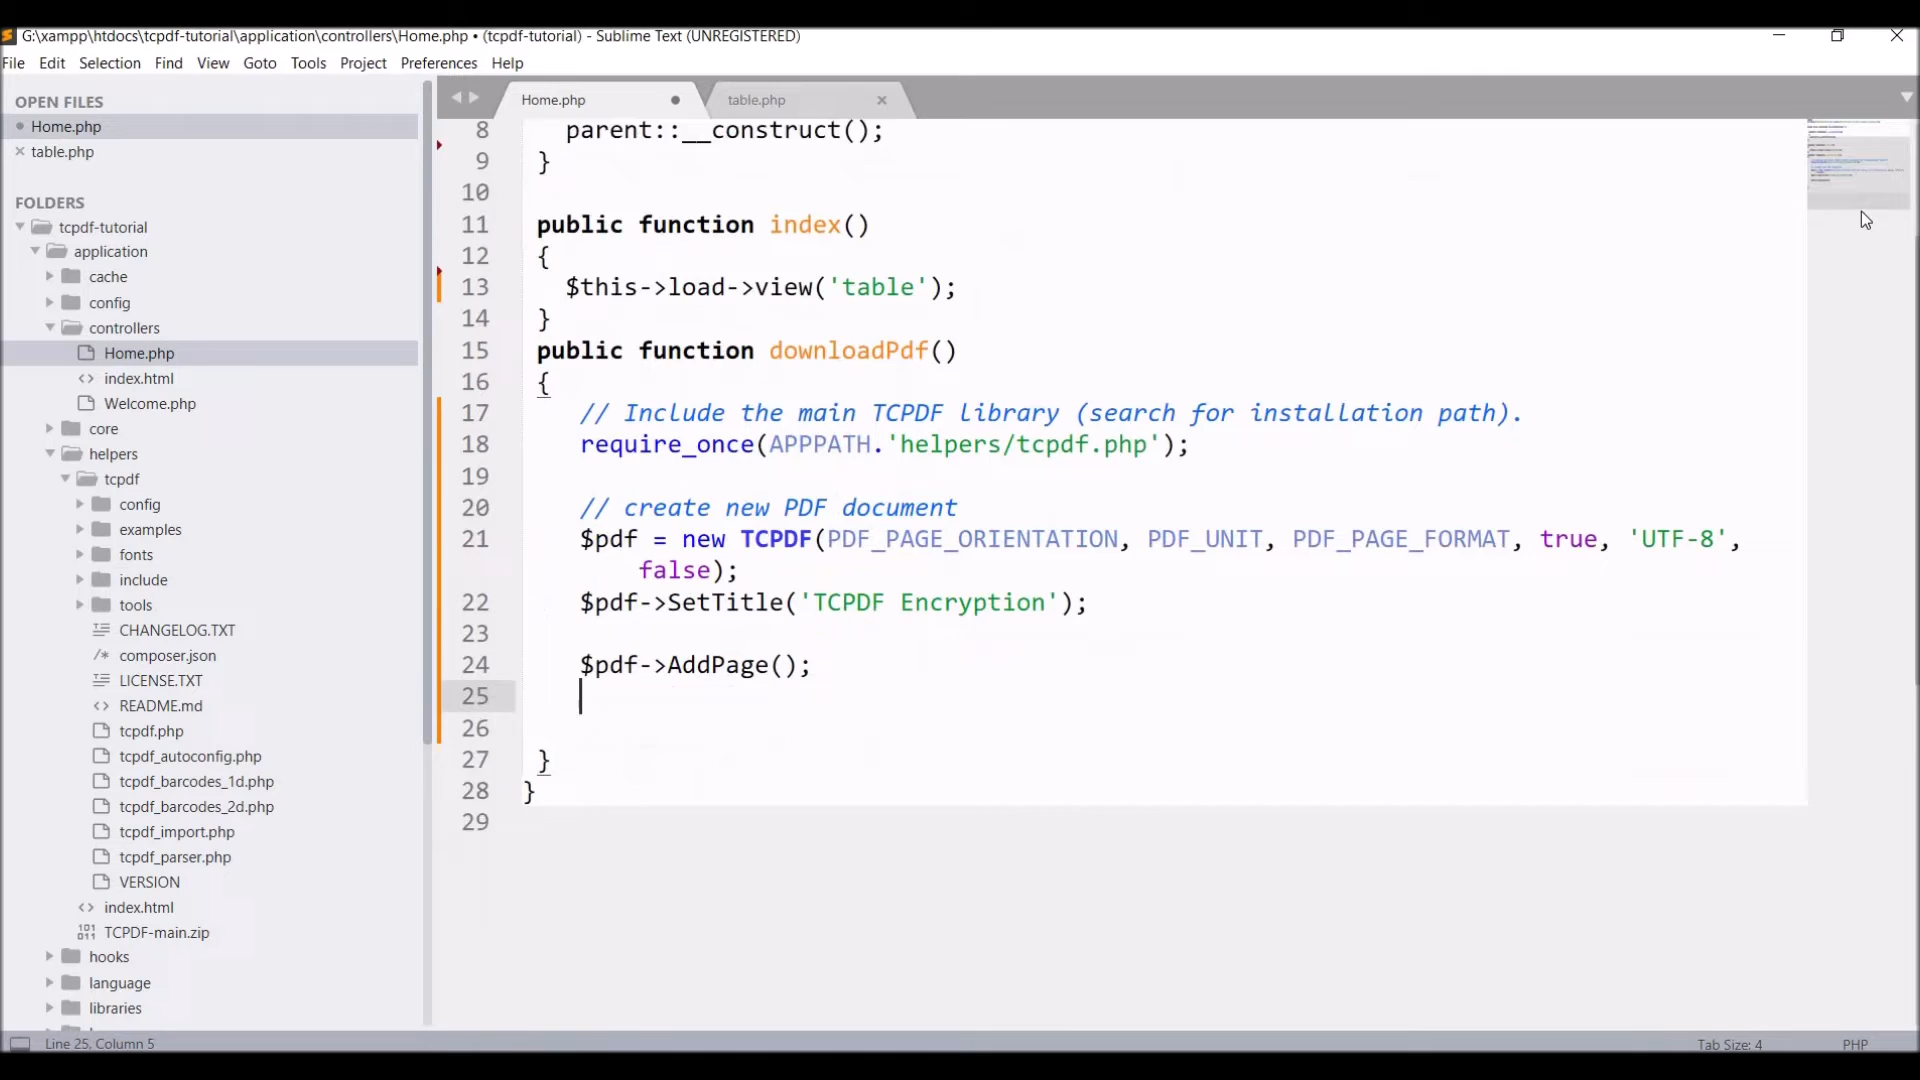 G:\xampp\htdocs\tcpdf-tutorial\application\controllers\Home.php • (tcpdf-tutorial) - Sublime Text (UNREGISTERED)
File Edit Selection Find View Goto Tools Project Preferences Help
OPEN FILES
Home.php
table.php
FOLDERS
tcpdf-tutorial
application
cache
config
controllers
Home.php
index.html
Welcome.php
core
helpers
tcpdf
config
examples
fonts
include
tools
CHANGELOG.TXT
composer.json
LICENSE.TXT
README.md
tcpdf.php
tcpdf_autoconfig.php
tcpdf_barcodes_1d.php
tcpdf_barcodes_2d.php
tcpdf_import.php
tcpdf_parser.php
VERSION
index.html
TCPDF-main.zip
hooks
language
libraries
Home.php table.php
8 parent::__construct();
9 }
10
11 public function index()
12 {
13 $this->load->view('table');
14 }
15 public function downloadPdf()
16 {
17 // Include the main TCPDF library (search for installation path).
18 require_once(APPPATH.'helpers/tcpdf.php');
19
20 // create new PDF document
21 $pdf = new TCPDF(PDF_PAGE_ORIENTATION, PDF_UNIT, PDF_PAGE_FORMAT, true, 'UTF-8',
false);
22 $pdf->SetTitle('TCPDF Encryption');
23
24 $pdf->AddPage();
25
26
27 }
28 }
29
Line 25, Column 5 Tab Size: 4 PHP